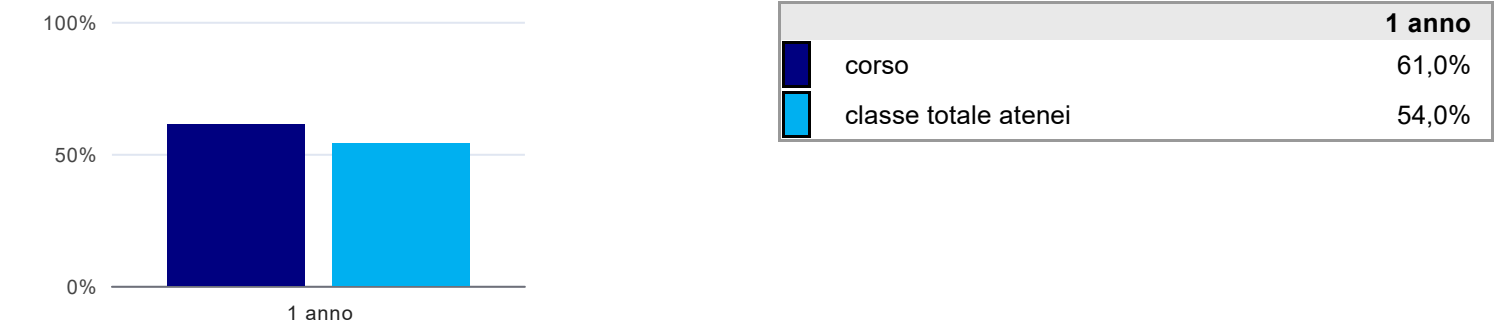 100%
50%
0%
1 anno
1 anno
corso 61,0%
classe totale atenei 54,0%